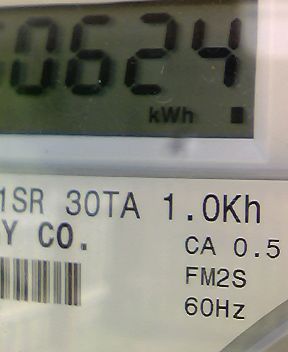 0624
kWh
1SR 30TA 1.0Kh
Y CO.
CA 0.5
FM2S
60Hz